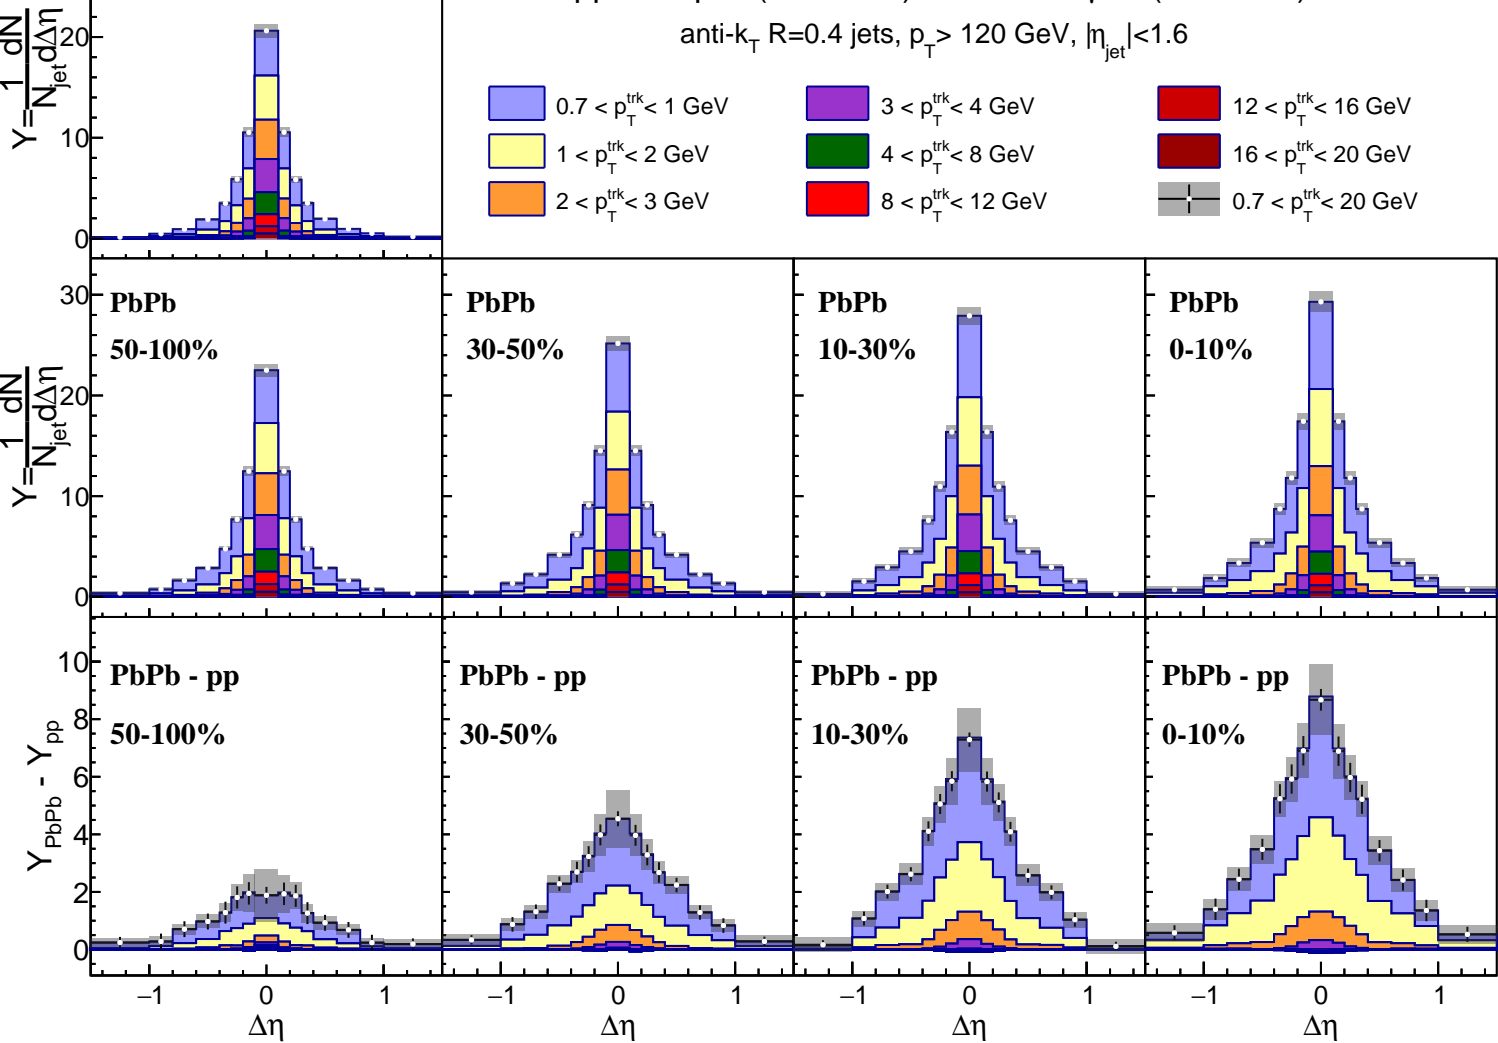 anti-k_T R=0.4 jets, p_T> 120 GeV, |η_jet|<1.6
Y=1/N_jet dN/dΔη
20
10
0
0.7 < p_T^trk< 1 GeV
3 < p_T^trk< 4 GeV
12 < p_T^trk< 16 GeV
1 < p_T^trk< 2 GeV
4 < p_T^trk< 8 GeV
16 < p_T^trk< 20 GeV
2 < p_T^trk< 3 GeV
8 < p_T^trk< 12 GeV
0.7 < p_T^trk< 20 GeV
Y=1/N_jet dN/dΔη
30
20
10
0
PbPb
50-100%
PbPb
30-50%
PbPb
10-30%
PbPb
0-10%
Y_PbPb - Y_pp
10
8
6
4
2
0
PbPb - pp
50-100%
PbPb - pp
30-50%
PbPb - pp
10-30%
PbPb - pp
0-10%
−1 0 1
−1 0 1
−1 0 1
−1 0 1
Δη
Δη
Δη
Δη